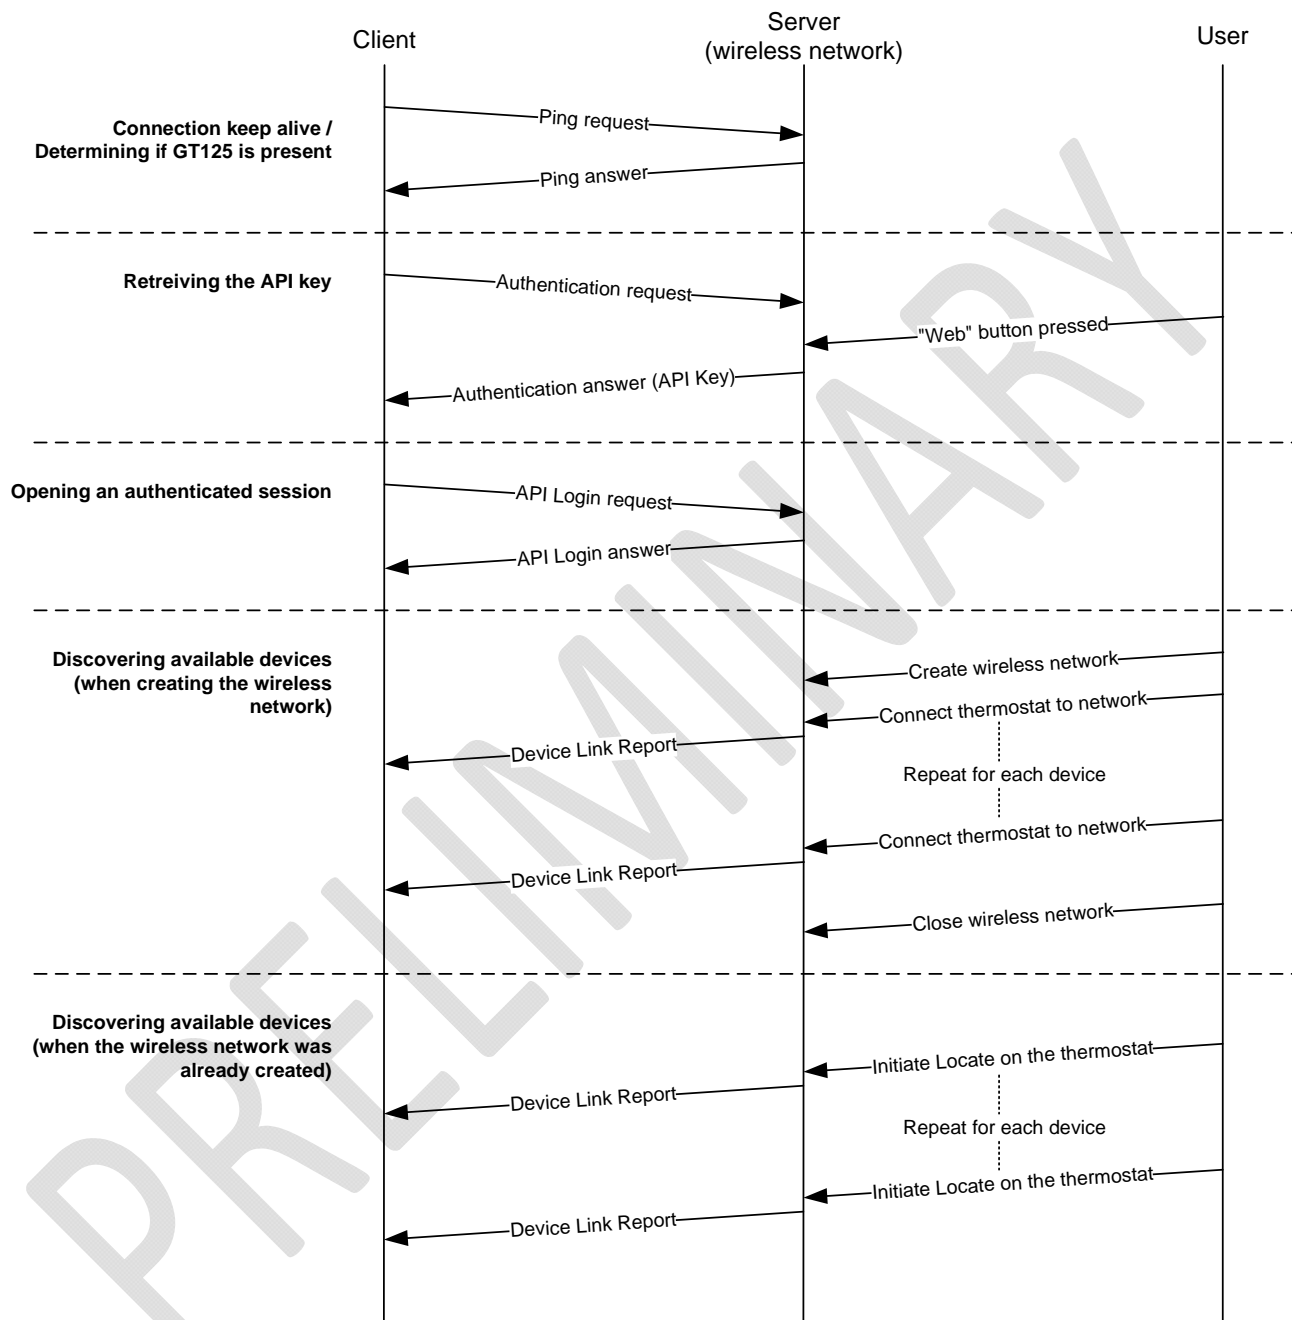 Client
Server
(wireless network)
User
Connection keep alive /
Determining if GT125 is present
Ping request
Ping answer
Retreiving the API key
Authentication request
"Web" button pressed
Authentication answer (API Key)
Opening an authenticated session
API Login request
API Login answer
Discovering available devices
(when creating the wireless
network)
Create wireless network
Connect thermostat to network
Device Link Report
Repeat for each device
Connect thermostat to network
Device Link Report
Close wireless network
Discovering available devices
(when the wireless network was
already created)
Initiate Locate on the thermostat
Device Link Report
Repeat for each device
Initiate Locate on the thermostat
Device Link Report
PRELIMINARY